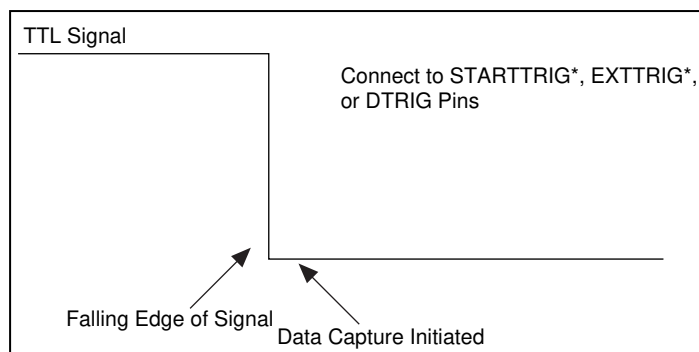 TTL Signal
Connect to STARTTRIG*, EXTTRIG*,
or DTRIG Pins
Falling Edge of Signal
Data Capture Initiated